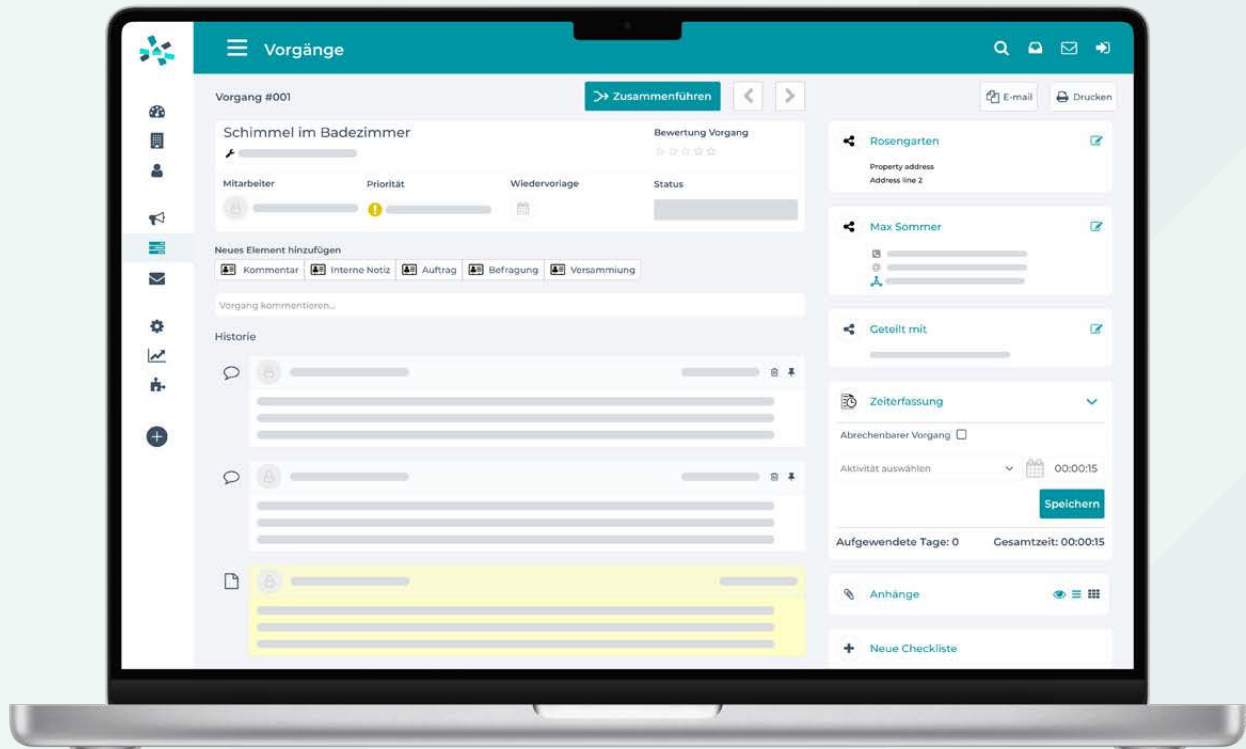 Vorgänge
Vorgang #001
Zusammenführen
E-mail
Drucken
Schimmel im Badezimmer
Bewertung Vorgang
Mitarbeiter
Priorität
Wiedervorlage
Status
Neues Element hinzufügen
Kommentar
Interne Notiz
Auftrag
Befragung
Versammlung
Vorgang kommentieren...
Historie
Rosengarten
Property address
Address line 2
Max Sommer
Geteilt mit
Zeiterfassung
Abrechenbarer Vorgang
Aktivität auswählen
00:00:15
Speichern
Aufgewendete Tage: 0
Gesamtzeit: 00:00:15
Anhänge
Neue Checkliste